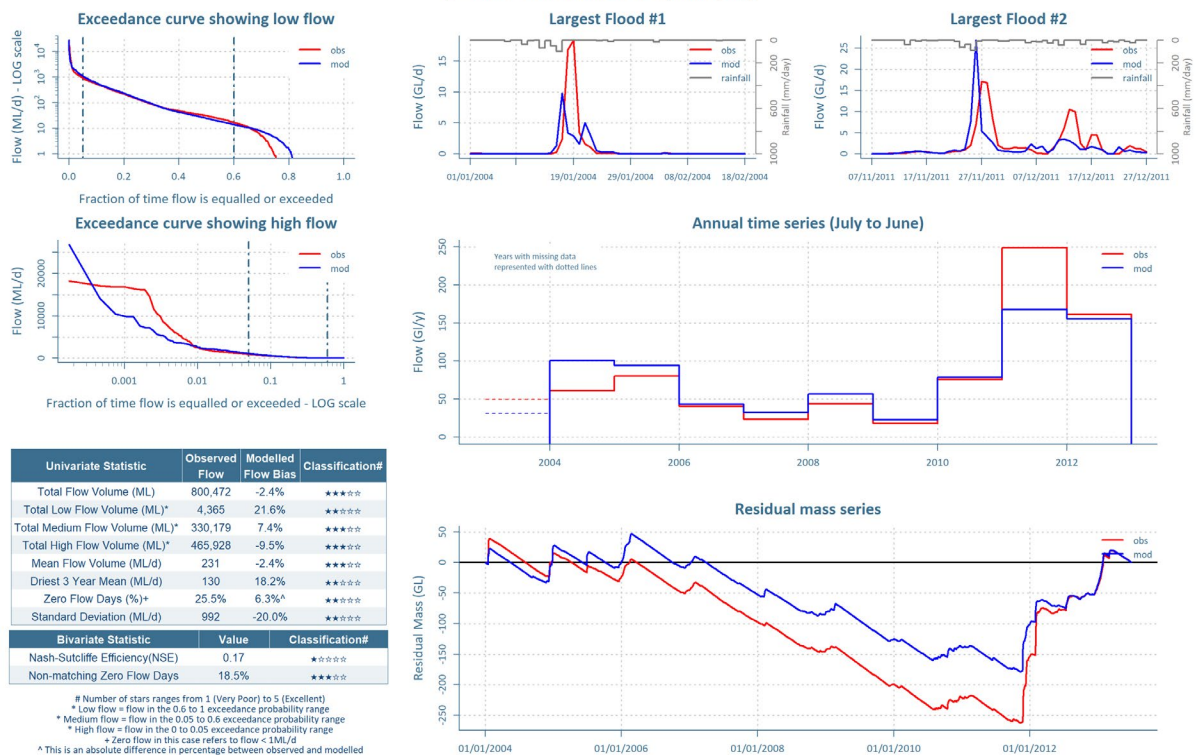 Exceedance curve showing low flow
Flow (ML/d) - LOG scale
10⁴
10³
10²
10
1
obs
mod
0.0
0.2
0.4
0.6
0.8
1.0
Fraction of time flow is equalled or exceeded
Largest Flood #1
Flow (GL/d)
15
10
5
0
obs
mod
rainfall
0
200
600
1000
Rainfall (mm/day)
01/01/2004
19/01/2004
29/01/2004
08/02/2004
18/02/2004
Largest Flood #2
Flow (GL/d)
25
20
15
10
5
0
obs
mod
rainfall
0
200
600
1000
Rainfall (mm/day)
07/11/2011
17/11/2011
27/11/2011
07/12/2011
17/12/2011
27/12/2011
Exceedance curve showing high flow
Flow (ML/d)
20000
10000
0
obs
mod
0.001
0.01
0.1
1
Fraction of time flow is equalled or exceeded - LOG scale
Annual time series (July to June)
Years with missing data
represented with dotted lines
Flow (Gl/y)
250
200
150
100
50
0
obs
mod
2004
2006
2008
2010
2012
Univariate Statistic Observed Flow Modelled Flow Bias Classification#
Total Flow Volume (ML) 800,472 -2.4% ★★★☆☆
Total Low Flow Volume (ML)* 4,365 21.6% ★★☆☆☆
Total Medium Flow Volume (ML)* 330,179 7.4% ★★★☆☆
Total High Flow Volume (ML)* 465,928 -9.5% ★★★☆☆
Mean Flow Volume (ML/d) 231 -2.4% ★★★☆☆
Driest 3 Year Mean (ML/d) 130 18.2% ★★☆☆☆
Zero Flow Days (%)+ 25.5% 6.3%^ ★★☆☆☆
Standard Deviation (ML/d) 992 -20.0% ★★☆☆☆
Bivariate Statistic Value Classification#
Nash-Sutcliffe Efficiency(NSE) 0.17 ★☆☆☆☆
Non-matching Zero Flow Days 18.5% ★★★☆☆
# Number of stars ranges from 1 (Very Poor) to 5 (Excellent)
* Low flow = flow in the 0.6 to 1 exceedance probability range
* Medium flow = flow in the 0.05 to 0.6 exceedance probability range
* High flow = flow in the 0 to 0.05 exceedance probability range
+ Zero flow in this case refers to flow < 1ML/d
^ This is an absolute difference in percentage between observed and modelled
Residual mass series
Residual Mass (GL)
50
0
-50
-100
-150
-200
-250
obs
mod
01/01/2004
01/01/2006
01/01/2008
01/01/2010
01/01/2012